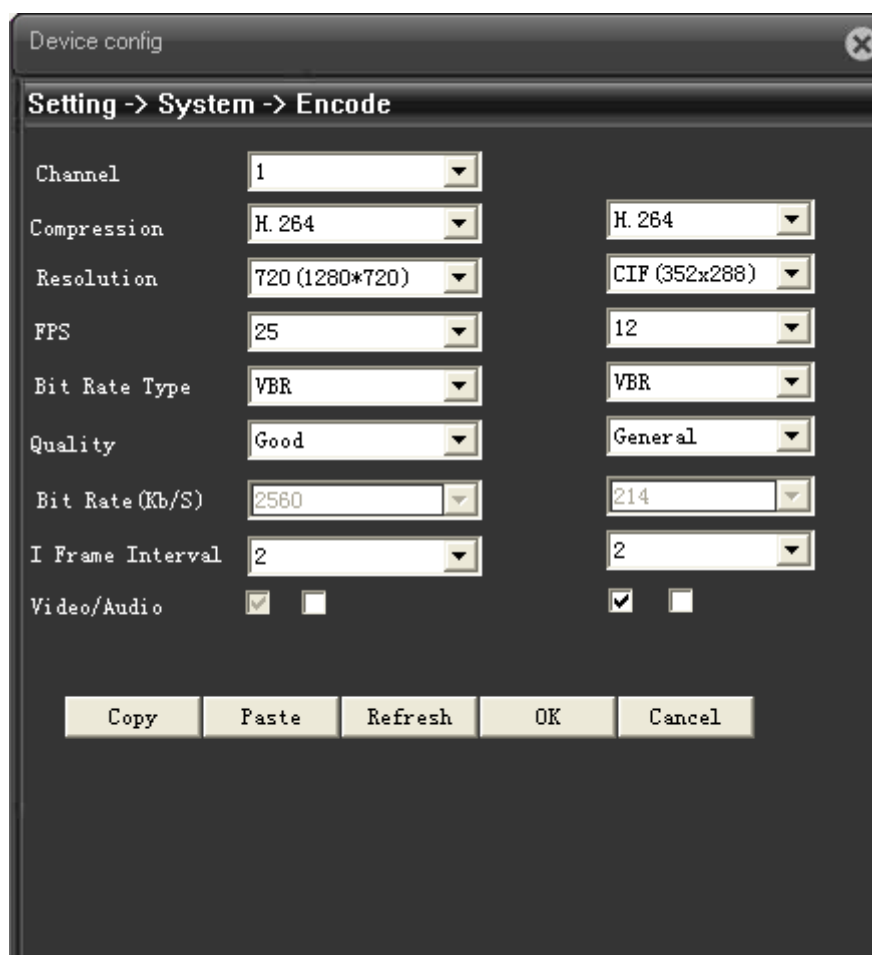 Device config
Setting -> System -> Encode
Channel 1
Compression H.264 H.264
Resolution 720(1280*720) CIF(352x288)
FPS 25 12
Bit Rate Type VBR VBR
Quality Good General
Bit Rate(Kb/S) 2560 214
I Frame Interval 2 2
Video/Audio
Copy Paste Refresh OK Cancel